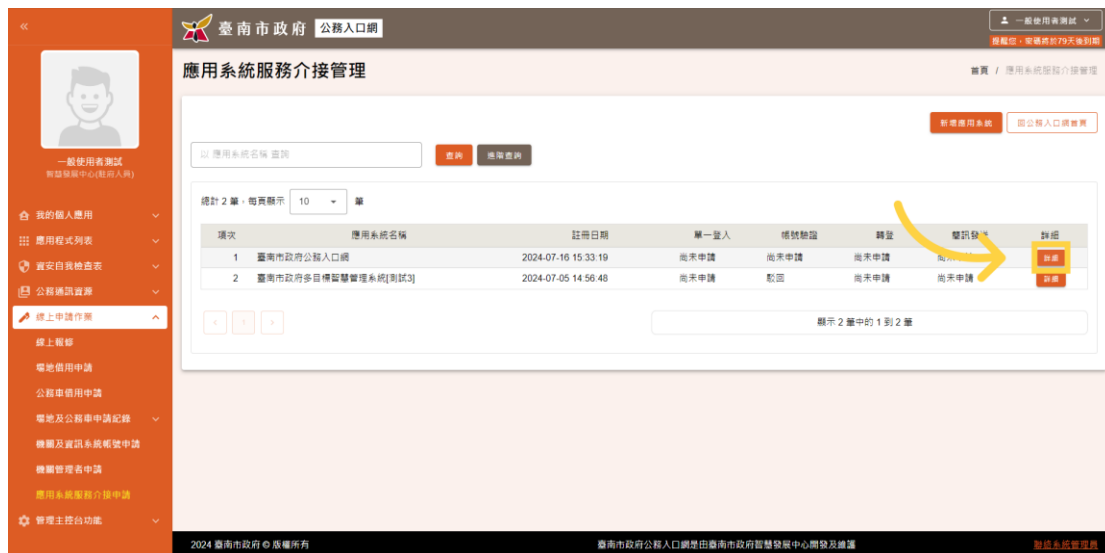 臺南市政府 公務入口網
一般使用者測試
提醒您，密碼將於79天後到期
應用系統服務介接管理
首頁 / 應用系統服務介接管理
新增應用系統 回公務入口網首頁
以 應用系統名稱 查詢 查詢 進階查詢
一般使用者測試
智慧發展中心(駐府人員)
總計 2 筆，每頁顯示 10 筆
項次 應用系統名稱 註冊日期 單一登入 帳號驗證 轉登 簡訊發送 詳細
1 臺南市政府公務入口網 2024-07-16 15:33:19 尚未申請 尚未申請 尚未申請 詳細
2 臺南市政府多目標智慧管理系統[測試3] 2024-07-05 14:56:48 尚未申請 駁回 尚未申請 尚未申請 詳細
顯示 2 筆中的 1 到 2 筆
我的個人應用
應用程式列表
資安自我檢查表
公務通訊資源
線上申請作業
線上報修
場地借用申請
公務車借用申請
場地及公務車申請紀錄
機關及資訊系統帳號申請
機關管理者申請
應用系統服務介接申請
管理主控台功能
2024 臺南市政府 © 版權所有 臺南市政府公務入口網是由臺南市政府智慧發展中心開發及維護 聯絡系統管理員